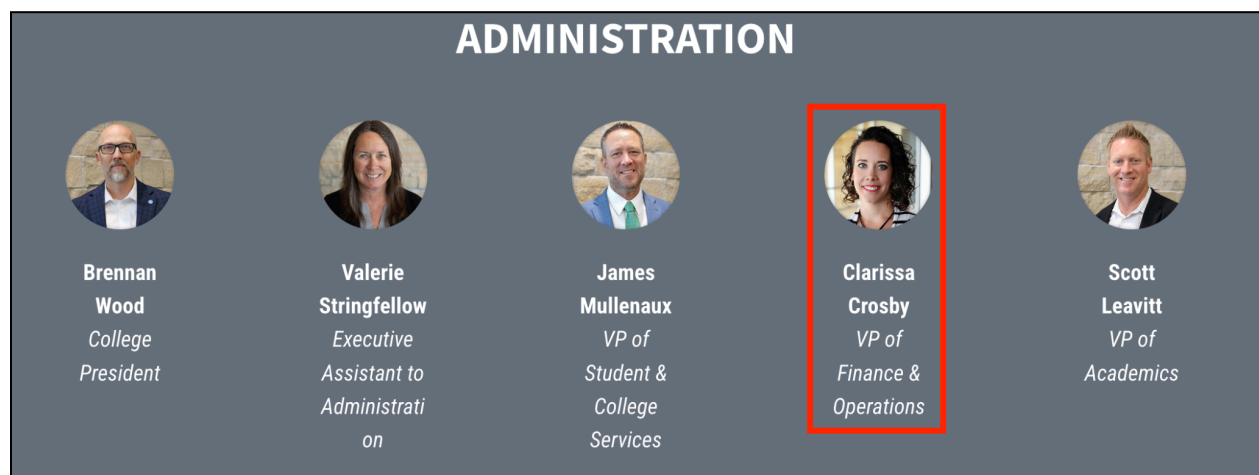 ADMINISTRATION
Brennan
Wood
College
President
Valerie
Stringfellow
Executive
Assistant to
Administrati
on
James
Mullenaux
VP of
Student &
College
Services
Clarissa
Crosby
VP of
Finance &
Operations
Scott
Leavitt
VP of
Academics